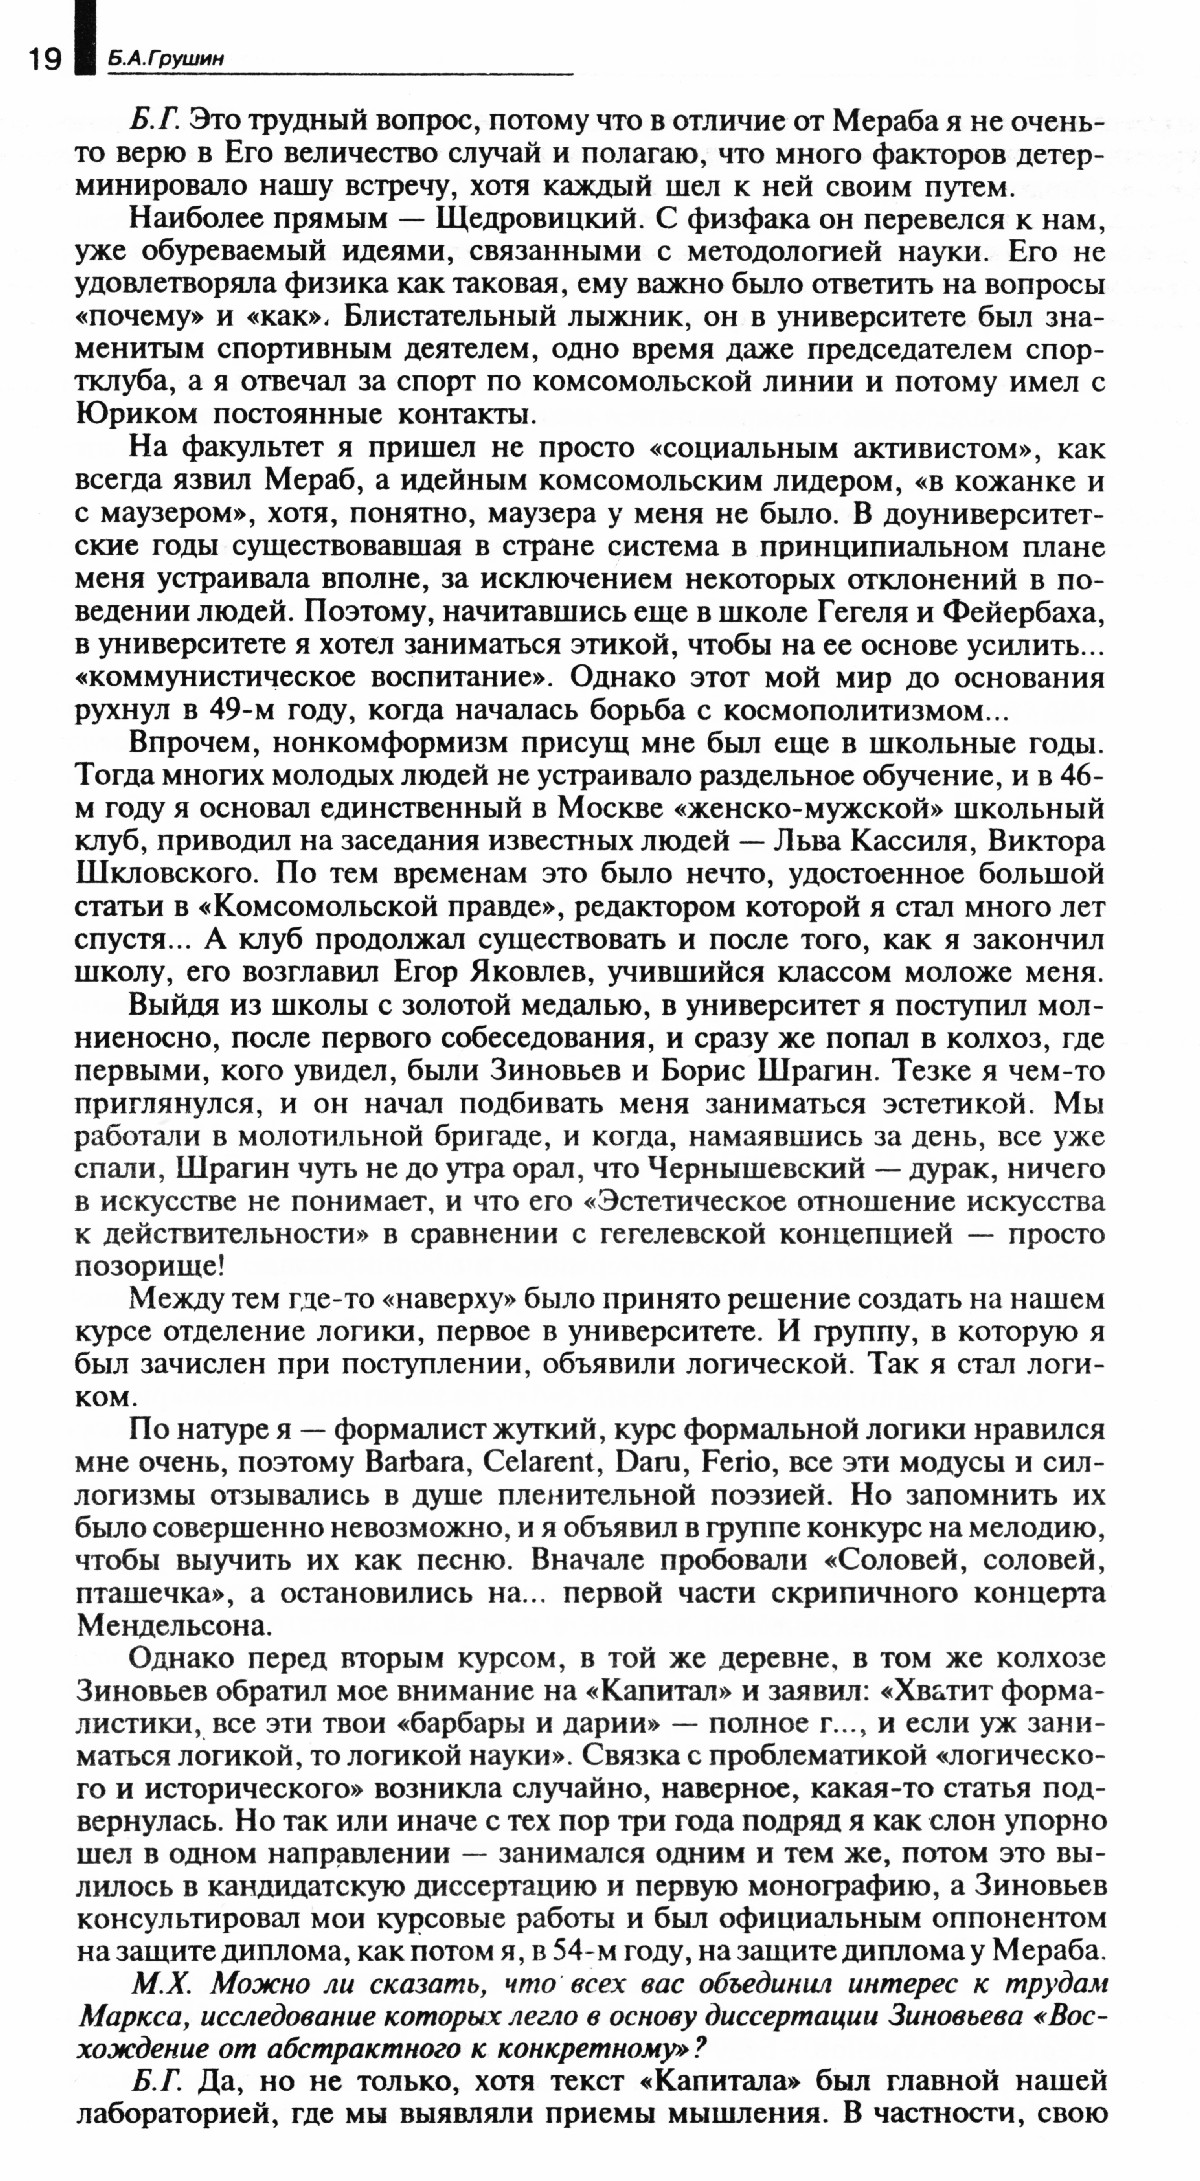 19
Б.А.Грушин
Б.Г. Это трудный вопрос, потому что в отличие от Мераба я не очень-
то верю в Его величество случай и полагаю, что много факторов детер-
минировало нашу встречу, хотя каждый шел к ней своим путем.
Наиболее прямым — Щедровицкий. С физфака он перевелся к нам,
уже обуреваемый идеями, связанными с методологией науки. Его не
удовлетворяла физика как таковая, ему важно было ответить на вопросы
«почему» и «как». Блистательный лыжник, он в университете был зна-
менитым спортивным деятелем, одно время даже председателем спор-
тклуба, а я отвечал за спорт по комсомольской линии и потому имел с
Юриком постоянные контакты.
На факультет я пришел не просто «социальным активистом», как
всегда язвил Мераб, а идейным комсомольским лидером, «в кожанке и
с маузером», хотя, понятно, маузера у меня не было. В доуниверситет-
ские годы существовавшая в стране система в принципиальном плане
меня устраивала вполне, за исключением некоторых отклонений в по-
ведении людей. Поэтому, начитавшись еще в школе Гегеля и Фейербаха,
в университете я хотел заниматься этикой, чтобы на ее основе усилить...
«коммунистическое воспитание». Однако этот мой мир до основания
рухнул в 49-м году, когда началась борьба с космополитизмом...
Впрочем, нонкомформизм присущ мне был еще в школьные годы.
Тогда многих молодых людей не устраивало раздельное обучение, и в 46-
м году я основал единственный в Москве «женско-мужской» школьный
клуб, приводил на заседания известных людей — Льва Кассиля, Виктора
Шкловского. По тем временам это было нечто, удостоенное большой
статьи в «Комсомольской правде», редактором которой я стал много лет
спустя... А клуб продолжал существовать и после того, как я закончил
школу, его возглавил Егор Яковлев, учившийся классом моложе меня.
Выйдя из школы с золотой медалью, в университет я поступил мол-
ниеносно, после первого собеседования, и сразу же попал в колхоз, где
первыми, кого увидел, были Зиновьев и Борис Шрагин. Тезке я чем-то
приглянулся, и он начал подбивать меня заниматься эстетикой. Мы
работали в молотильной бригаде, и когда, намаявшись за день, все уже
спали, Шрагин чуть не до утра орал, что Чернышевский — дурак, ничего
в искусстве не понимает, и что его «Эстетическое отношение искусства
к действительности» в сравнении с гегелевской концепцией — просто
позорище!
Между тем где-то «наверху» было принято решение создать на нашем
курсе отделение логики, первое в университете. И группу, в которую я
был зачислен при поступлении, объявили логической. Так я стал логи-
ком.
По натуре я — формалист жуткий, курс формальной логики нравился
мне очень, поэтому Barbara, Celarent, Daru, Ferio, все эти модусы и сил-
логизмы отзывались в душе пленительной поэзией. Но запомнить их
было совершенно невозможно, и я объявил в группе конкурс на мелодию,
чтобы выучить их как песню. Вначале пробовали «Соловей, соловей,
пташечка», а остановились на... первой части скрипичного концерта
Мендельсона.
Однако перед вторым курсом, в той же деревне, в том же колхозе
Зиновьев обратил мое внимание на «Капитал» и заявил: «Хватит форма-
листики, все эти твои «барбары и дарии» — полное г..., и если уж зани-
маться логикой, то логикой науки». Связка с проблематикой «логическо-
го и исторического» возникла случайно, наверное, какая-то статья под-
вернулась. Но так или иначе с тех пор три года подряд я как слон упорно
шел в одном направлении — занимался одним и тем же, потом это вы-
лилось в кандидатскую диссертацию и первую монографию, а Зиновьев
консультировал мои курсовые работы и был официальным оппонентом
на защите диплома, как потом я, в 54-м году, на защите диплома у Мераба.
М.Х. Можно ли сказать, что всех вас объединил интерес к трудам
Маркса, исследование которых легло в основу диссертации Зиновьева «Вос-
хождение от абстрактного к конкретному»?
Б.Г. Да, но не только, хотя текст «Капитала» был главной нашей
лабораторией, где мы выявляли приемы мышления. В частности, свою